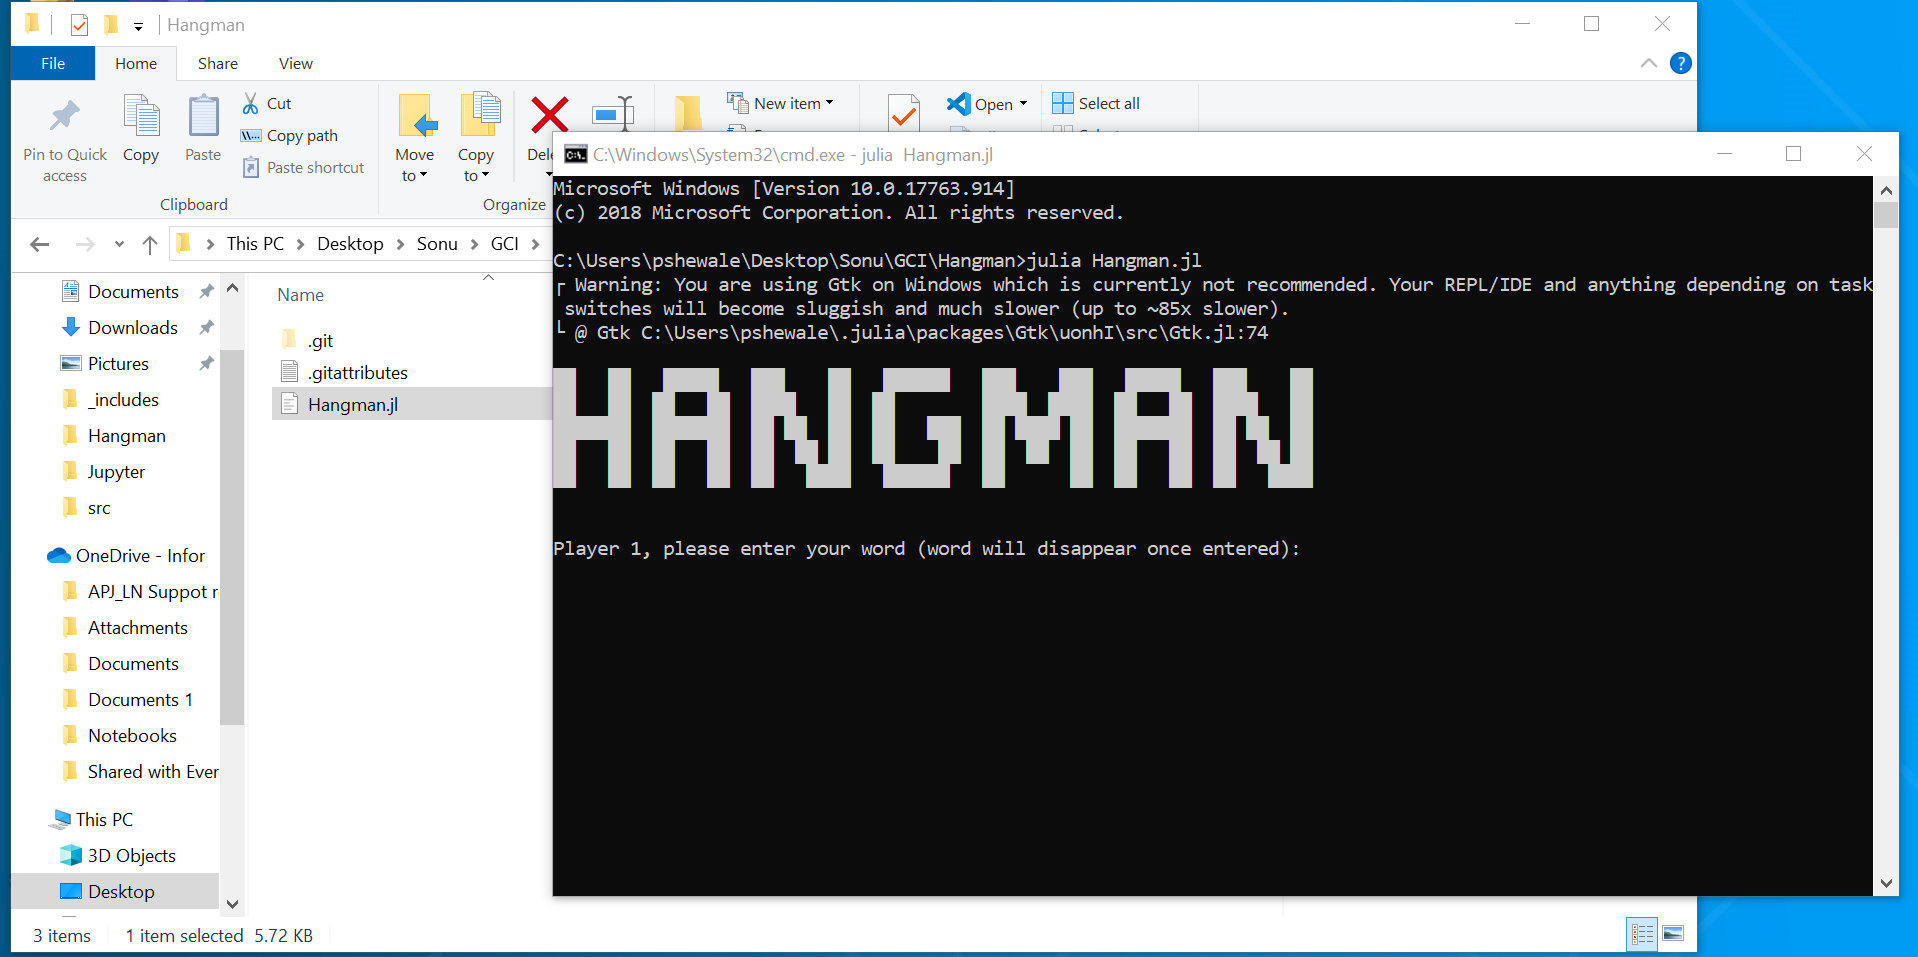 Hangman
File Home Share View
?
Pin to Quick access
Copy
Paste
Cut
Copy path
Paste shortcut
Clipboard
Move to
Copy to
Dele
Organize
New item
Open
Select all
This PC > Desktop > Sonu > GCI >
Documents
Downloads
Pictures
_includes
Hangman
Jupyter
src
OneDrive - Infor
APJ_LN Suppot r
Attachments
Documents
Documents 1
Notebooks
Shared with Ever
This PC
3D Objects
Desktop
Name
.git
.gitattributes
Hangman.jl
3 items 1 item selected 5.72 KB
C:\Windows\System32\cmd.exe - julia  Hangman.jl
Microsoft Windows [Version 10.0.17763.914]
(c) 2018 Microsoft Corporation. All rights reserved.
C:\Users\pshewale\Desktop\Sonu\GCI\Hangman>julia Hangman.jl
┌ Warning: You are using Gtk on Windows which is currently not recommended. Your REPL/IDE and anything depending on task
switches will become sluggish and much slower (up to ~85x slower).
└ @ Gtk C:\Users\pshewale\.julia\packages\Gtk\uonhI\src\Gtk.jl:74
HANGMAN
Player 1, please enter your word (word will disappear once entered):